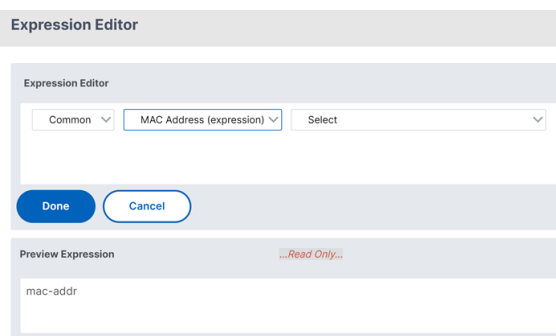 Expression Editor
Expression Editor
Common MAC Address (expression) Select
Done Cancel
Preview Expression ...Read Only...
mac-addr